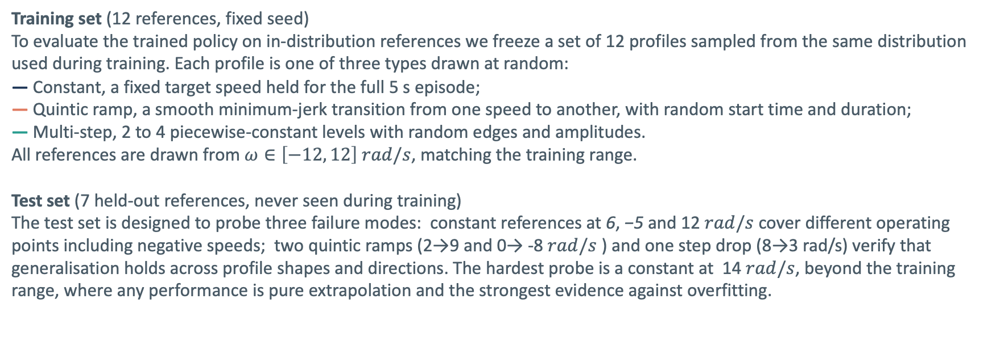 Training set (12 references, fixed seed)
To evaluate the trained policy on in-distribution references we freeze a set of 12 profiles sampled from the same distribution
used during training. Each profile is one of three types drawn at random:
— Constant, a fixed target speed held for the full 5 s episode;
— Quintic ramp, a smooth minimum-jerk transition from one speed to another, with random start time and duration;
— Multi-step, 2 to 4 piecewise-constant levels with random edges and amplitudes.
All references are drawn from ω ∈ [−12, 12] rad/s, matching the training range.
Test set (7 held-out references, never seen during training)
The test set is designed to probe three failure modes:  constant references at 6, −5 and 12 rad/s cover different operating
points including negative speeds;  two quintic ramps (2→9 and 0→ -8 rad/s ) and one step drop (8→3 rad/s) verify that
generalisation holds across profile shapes and directions. The hardest probe is a constant at  14 rad/s, beyond the training
range, where any performance is pure extrapolation and the strongest evidence against overfitting.